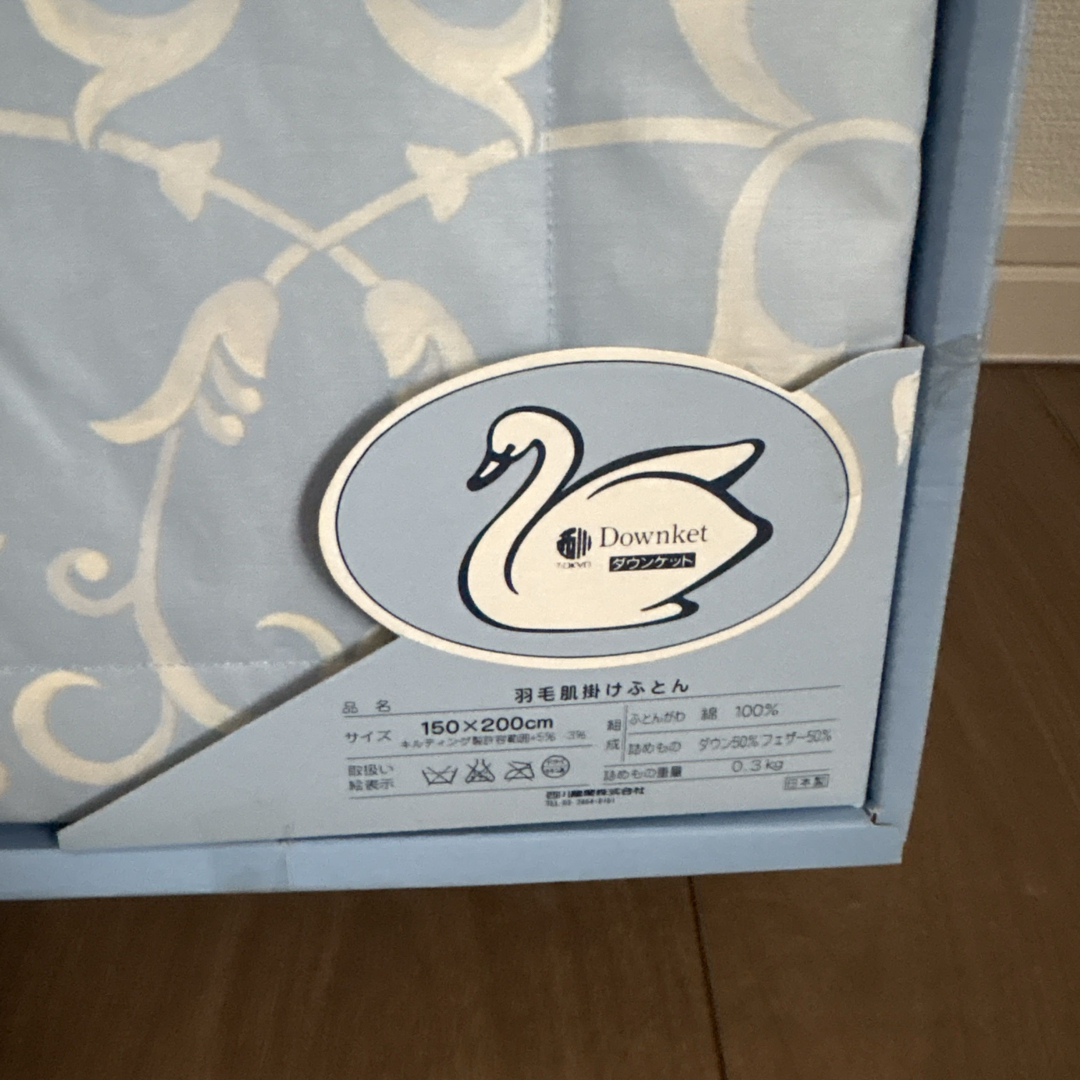 西川
TOKYO
Downket
ダウンケット
品名 羽毛肌掛けふとん
サイズ 150×200cm
キルティング製許容範囲+5% -3%
取扱い
絵表示
組成
ふとんがわ 綿 100%
詰めもの ダウン50% フェザー50%
詰めもの重量 0.3kg
西川産業株式会社
日本製